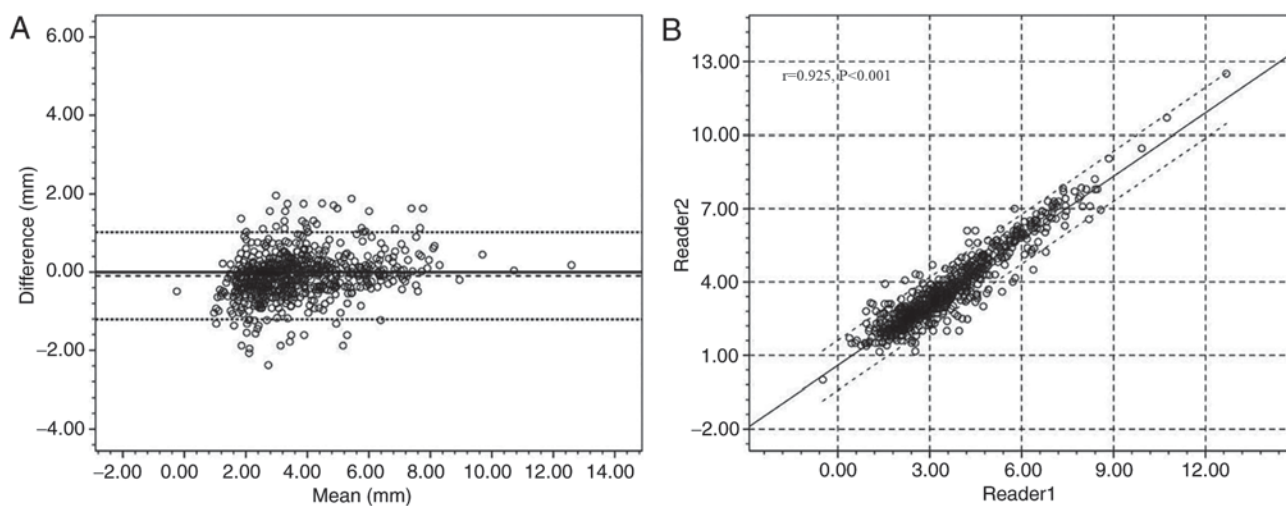 A
6.00
4.00
2.00
0.00
−2.00
−4.00
Difference (mm)
−2.00 0.00 2.00 4.00 6.00 8.00 10.00 12.00 14.00
Mean (mm)
B
r=0.925, P<0.001
13.00
10.00
7.00
4.00
1.00
−2.00
Reader2
0.00 3.00 6.00 9.00 12.00
Reader1